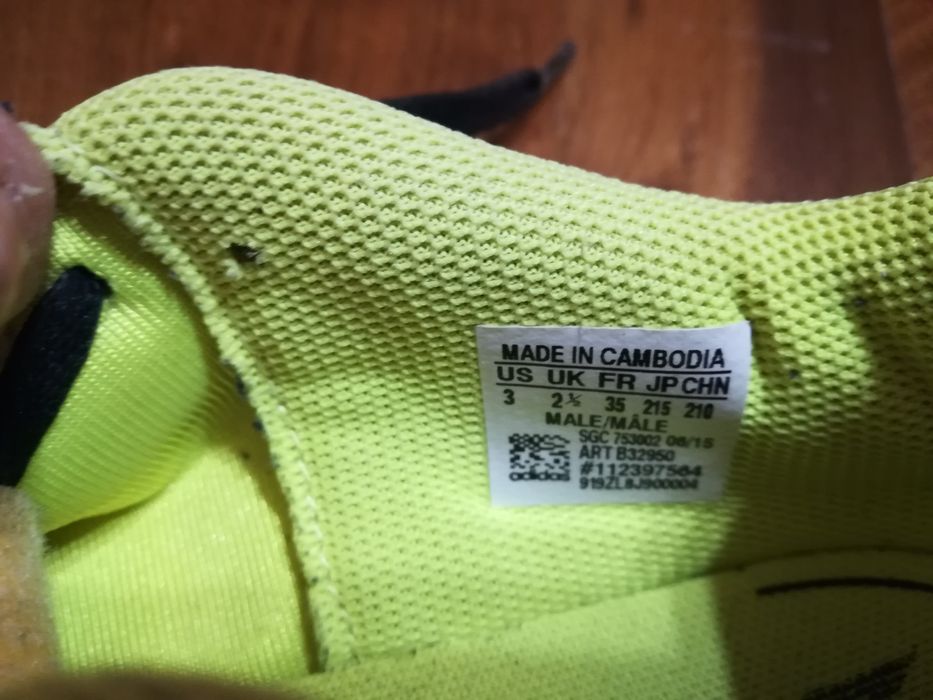 MADE IN CAMBODIA
US UK FR JP CHN
3 2½ 35 215 210
MALE/MÂLE
SGC 753002 06/15
ART B32950
#112397564
adidas 919ZL8J900004